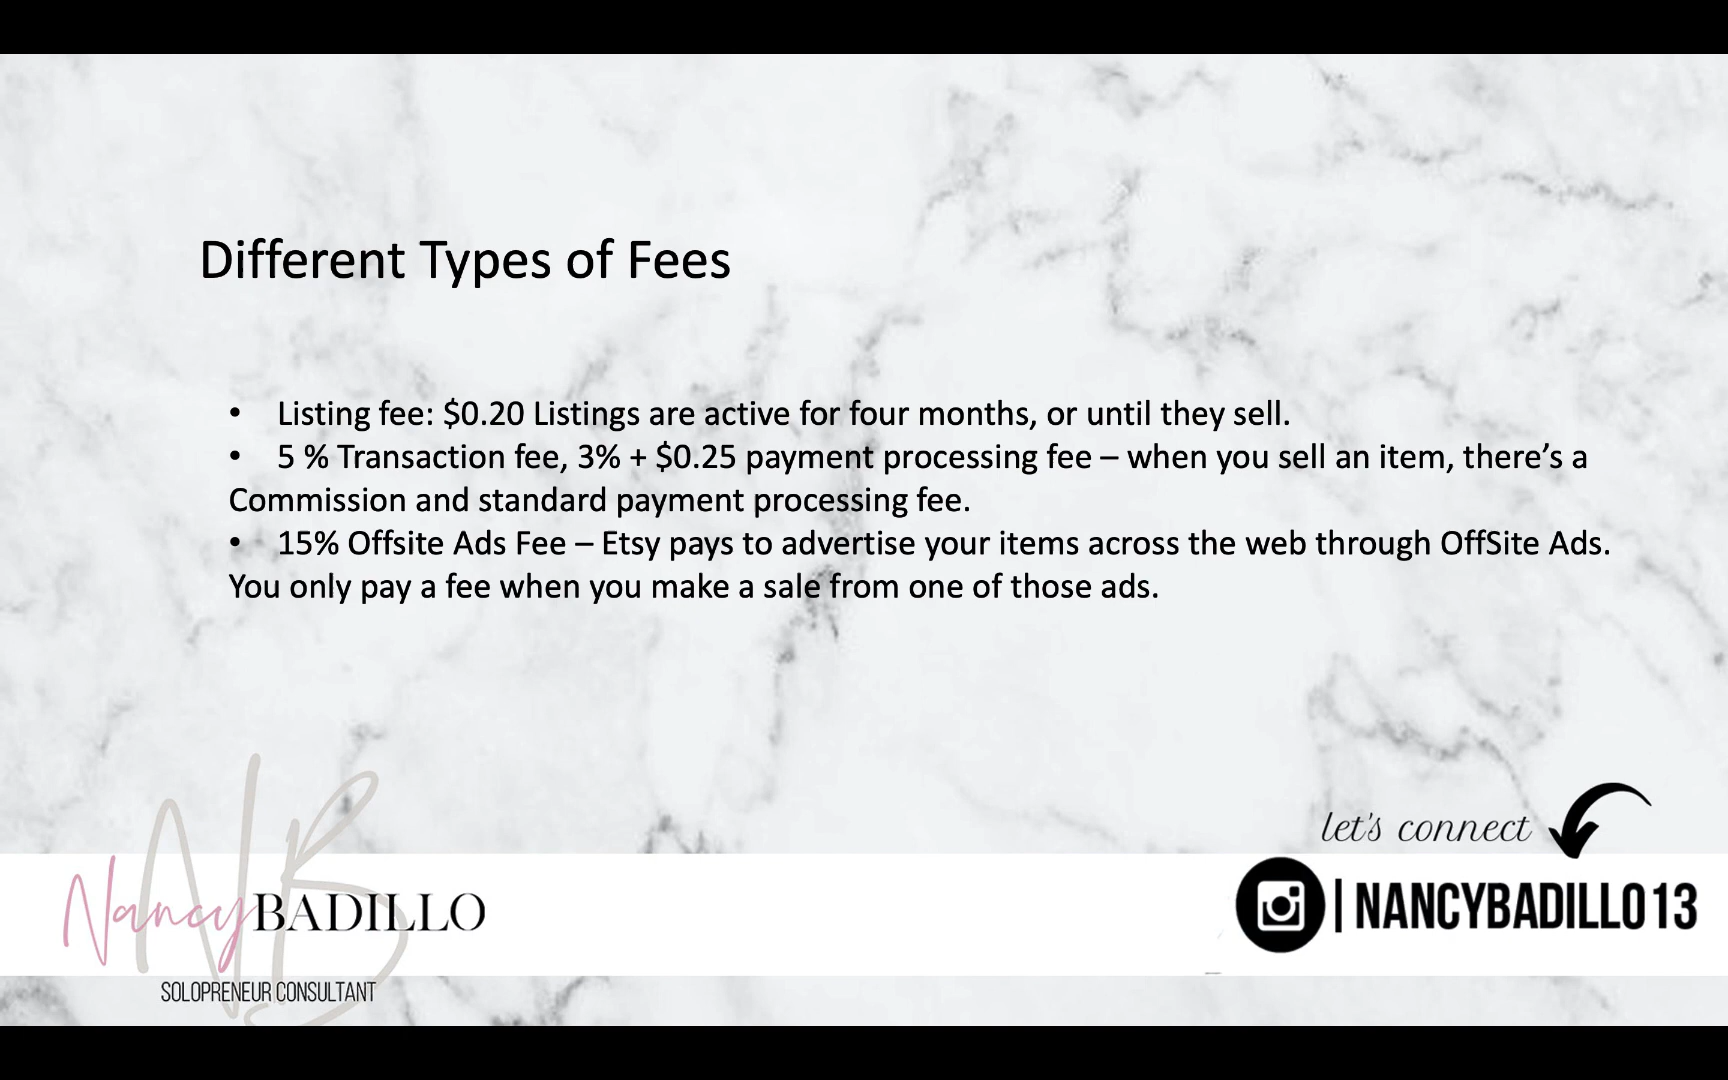 Different Types of Fees
• Listing fee: $0.20 Listings are active for four months, or until they sell.
• 5 % Transaction fee, 3% + $0.25 payment processing fee – when you sell an item, there’s a
Commission and standard payment processing fee.
• 15% Offsite Ads Fee – Etsy pays to advertise your items across the web through OffSite Ads.
You only pay a fee when you make a sale from one of those ads.
let's connect
NB
Nancy BADILLO
| NANCYBADILLO13
SOLOPRENEUR CONSULTANT